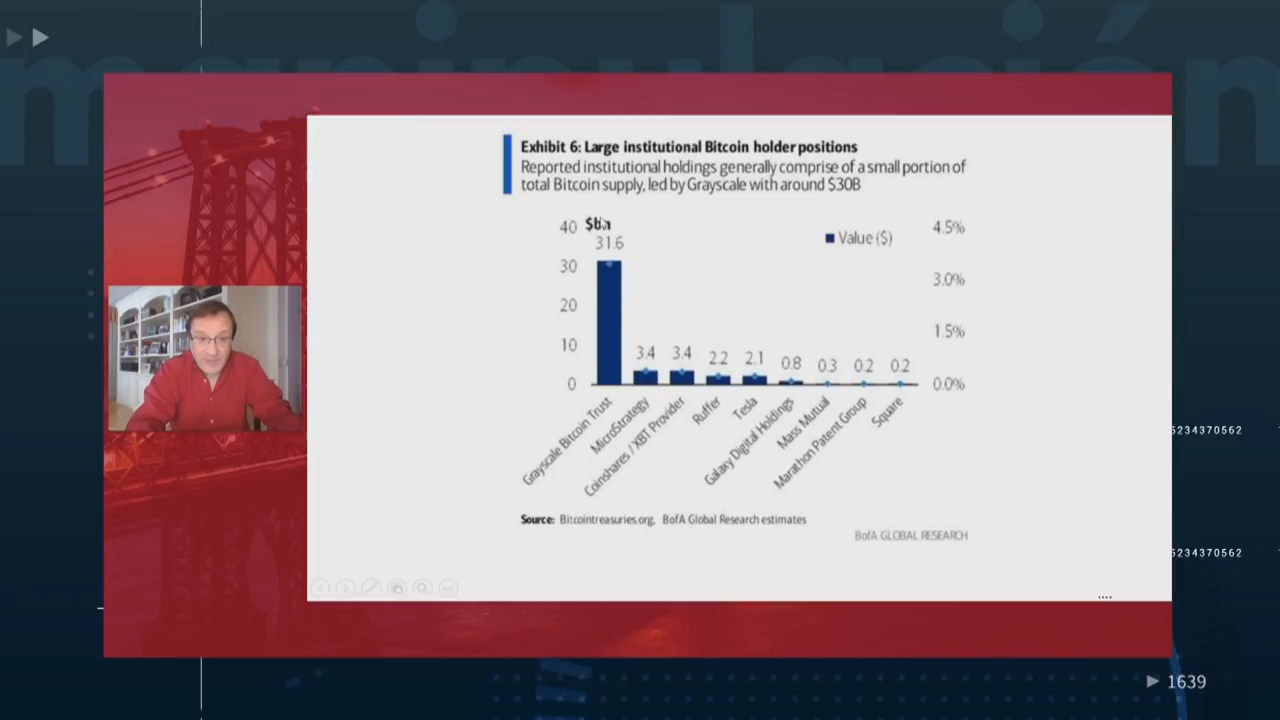 manipulación
Exhibit 6: Large institutional Bitcoin holder positions
Reported institutional holdings generally comprise of a small portion of
total Bitcoin supply, led by Grayscale with around $30B
40 $bn 4.5%
31.6 Value ($)
30 3.0%
20
1.5%
10 3.4 3.4 2.2 2.1 0.8 0.3 0.2 0.2
0 0.0%
Grayscale Bitcoin Trust
MicroStrategy
Coinshares / XBT Provider
Ruffer
Tesla
Galaxy Digital Holdings
Mass Mutual
Marathon Patent Group
Square
5234370562
Source: Bitcointreasuries.org, BofA Global Research estimates
BofA GLOBAL RESEARCH
5234370562
1639